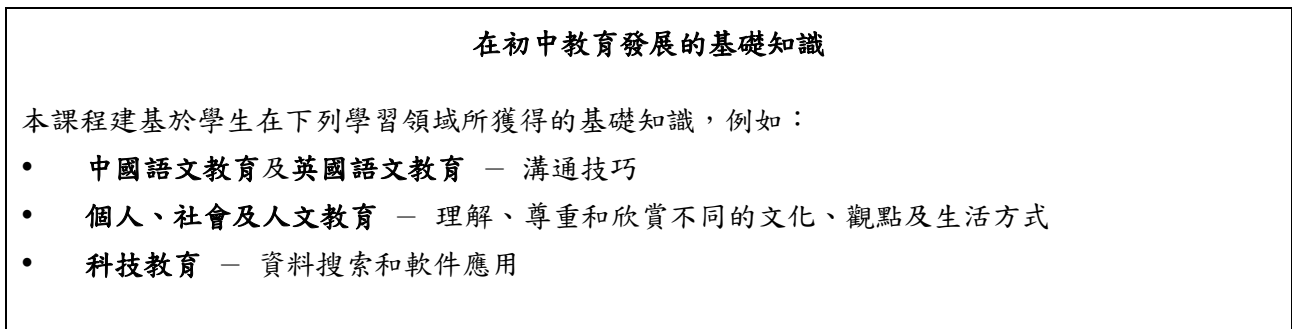 在初中教育發展的基礎知識
本課程建基於學生在下列學習領域所獲得的基礎知識，例如：
• 中國語文教育及英國語文教育 － 溝通技巧
• 個人、社會及人文教育 － 理解、尊重和欣賞不同的文化、觀點及生活方式
• 科技教育 － 資料搜索和軟件應用